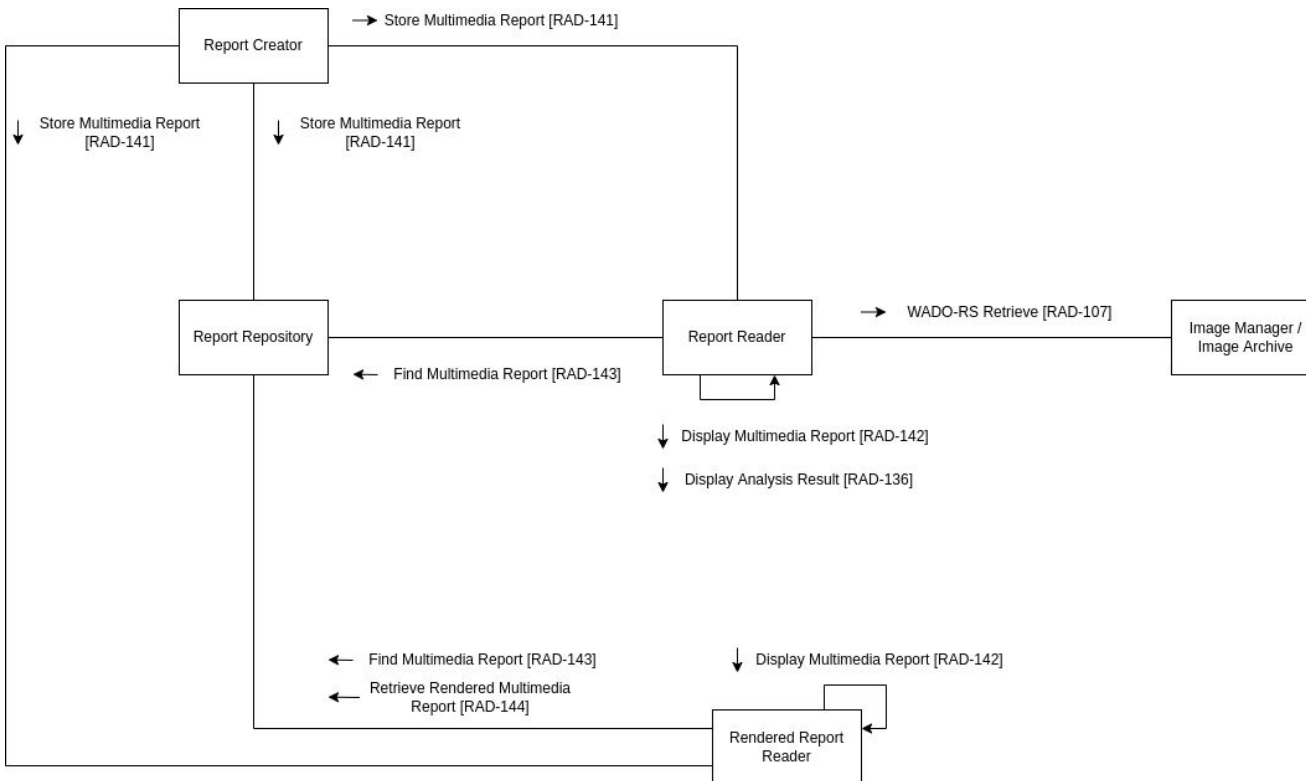 Store Multimedia Report [RAD-141]
Report Creator
Store Multimedia Report
[RAD-141]
Store Multimedia Report
[RAD-141]
Report Repository
Report Reader
WADO-RS Retrieve [RAD-107]
Image Manager /
Image Archive
Find Multimedia Report [RAD-143]
Display Multimedia Report [RAD-142]
Display Analysis Result [RAD-136]
Find Multimedia Report [RAD-143]
Retrieve Rendered Multimedia
Report [RAD-144]
Display Multimedia Report [RAD-142]
Rendered Report
Reader